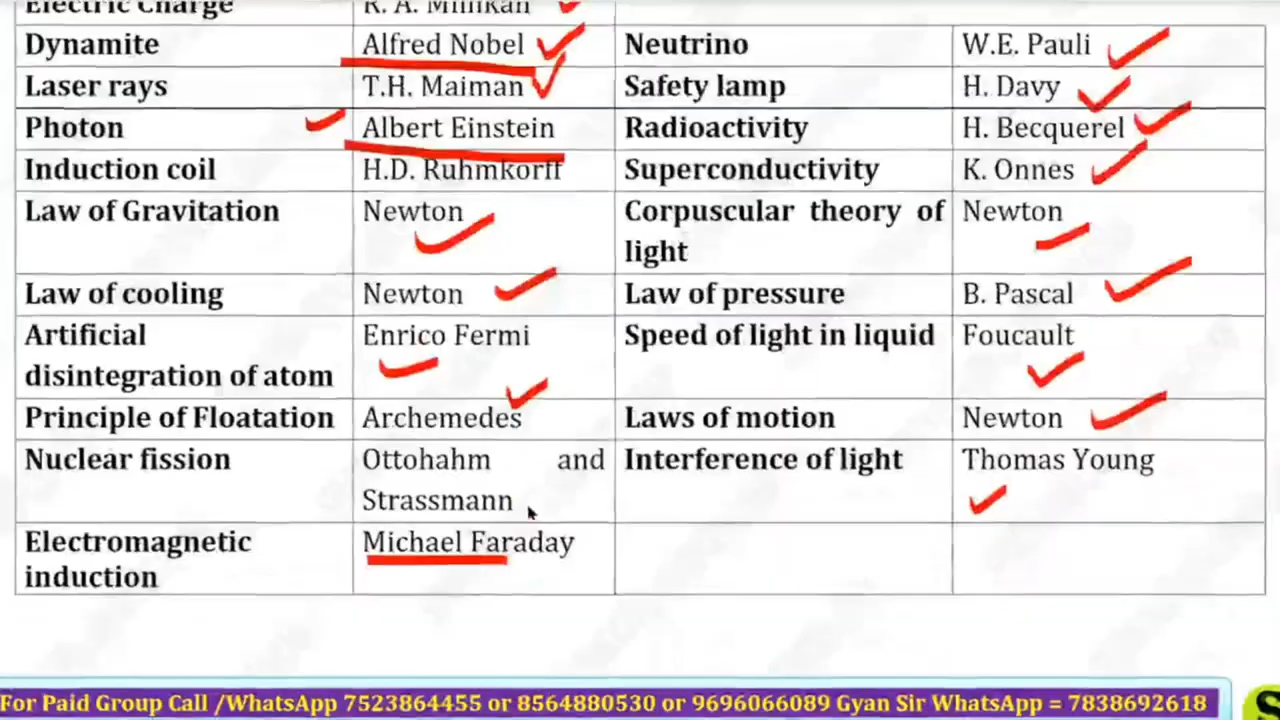 Electric Charge R. A. Millikan
Dynamite Alfred Nobel Neutrino W.E. Pauli
Laser rays T.H. Maiman Safety lamp H. Davy
Photon Albert Einstein Radioactivity H. Becquerel
Induction coil H.D. Ruhmkorff Superconductivity K. Onnes
Law of Gravitation Newton Corpuscular theory of Newton
light
Law of cooling Newton Law of pressure B. Pascal
Artificial Enrico Fermi Speed of light in liquid Foucault
disintegration of atom
Principle of Floatation Archemedes Laws of motion Newton
Nuclear fission Ottohahm and Interference of light Thomas Young
Strassmann
Electromagnetic Michael Faraday
induction
For Paid Group Call /WhatsApp 7523864455 or 8564880530 or 9696066089 Gyan Sir WhatsApp = 7838692618